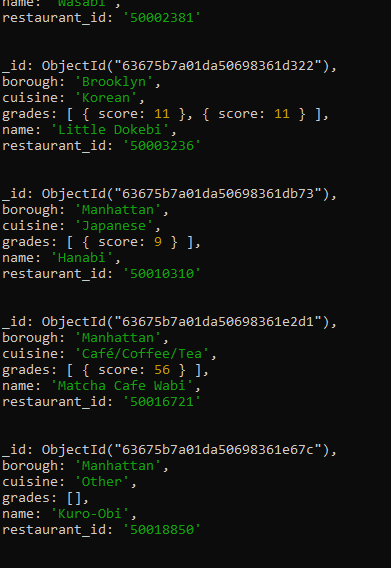 name: 'Wasabi',
restaurant_id: '50002381'
_id: ObjectId("63675b7a01da50698361d322"),
borough: 'Brooklyn',
cuisine: 'Korean',
grades: [ { score: 11 }, { score: 11 } ],
name: 'Little Dokebi',
restaurant_id: '50003236'
_id: ObjectId("63675b7a01da50698361db73"),
borough: 'Manhattan',
cuisine: 'Japanese',
grades: [ { score: 9 } ],
name: 'Hanabi',
restaurant_id: '50010310'
_id: ObjectId("63675b7a01da50698361e2d1"),
borough: 'Manhattan',
cuisine: 'Café/Coffee/Tea',
grades: [ { score: 56 } ],
name: 'Matcha Cafe Wabi',
restaurant_id: '50016721'
_id: ObjectId("63675b7a01da50698361e67c"),
borough: 'Manhattan',
cuisine: 'Other',
grades: [],
name: 'Kuro-Obi',
restaurant_id: '50018850'